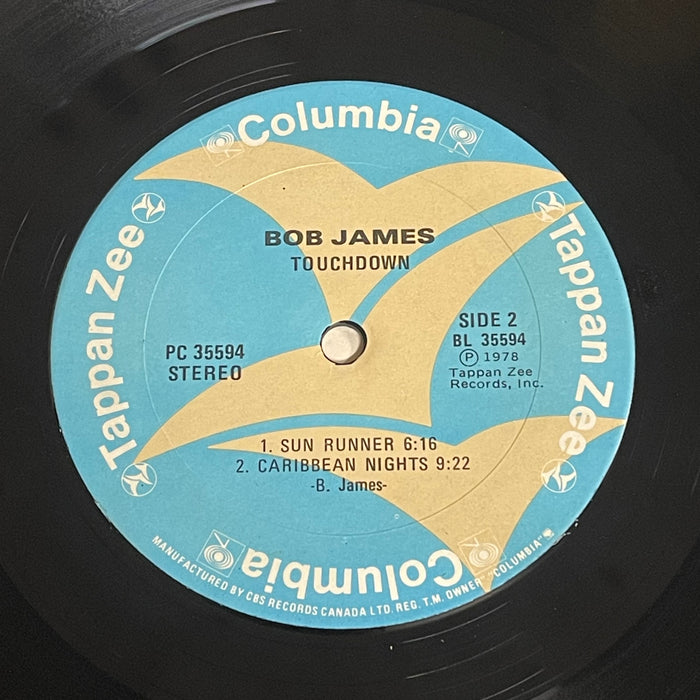 Columbia
Tappan Zee
Tappan Zee
BOB JAMES
TOUCHDOWN
PC 35594
STEREO
SIDE 2
BL 35594
Ⓟ 1978
Tappan Zee
Records, Inc.
1. SUN RUNNER 6:16
2. CARIBBEAN NIGHTS 9:22
-B. James-
Columbia
MANUFACTURED BY CBS RECORDS CANADA LTD. REG. T.M. OWNER "COLUMBIA"